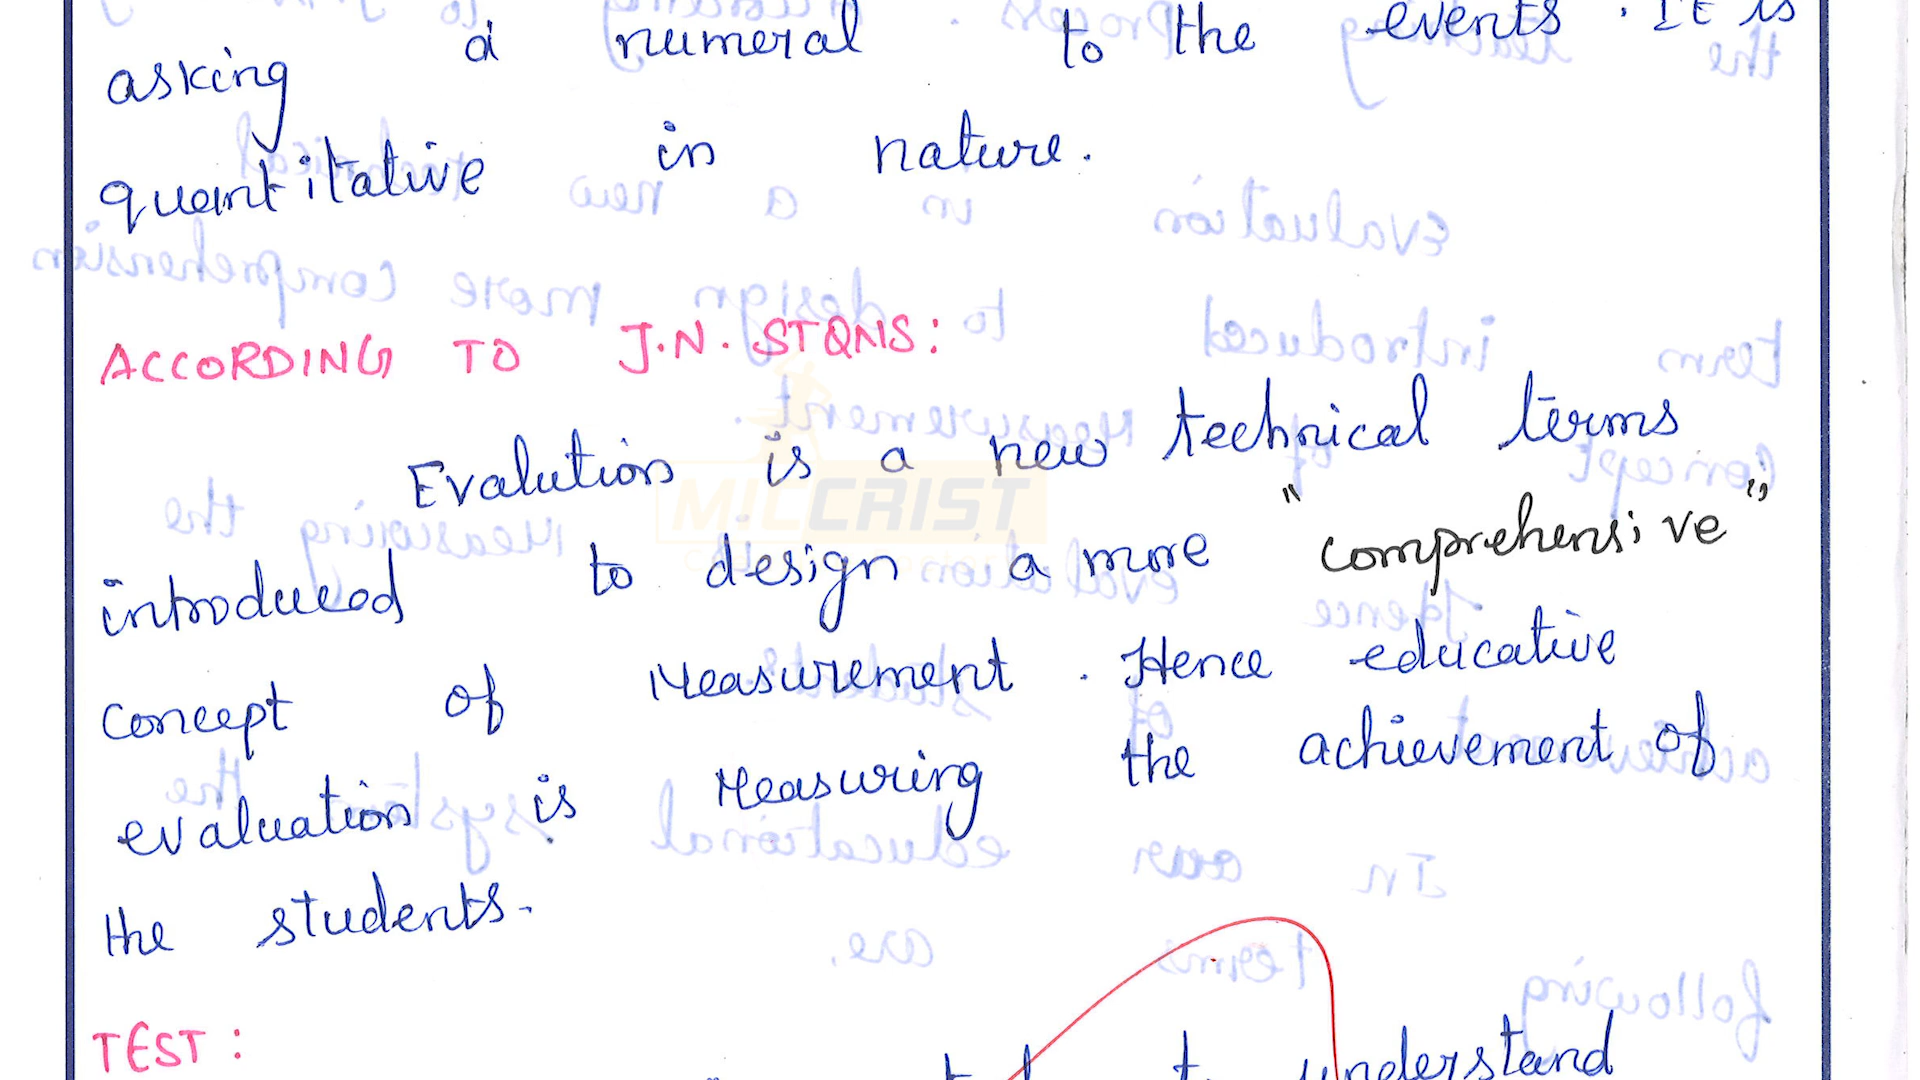 asking a numeral to the events. It is
quantitative in nature.
ACCORDING TO J.N. STQNS:
Evalution is a new technical terms
introduced to design a more "comprehensive"
concept of Measurement. Hence educative
evaluation is Measuring the achievement of
the students.
TEST:
to understand
MILCCRIST